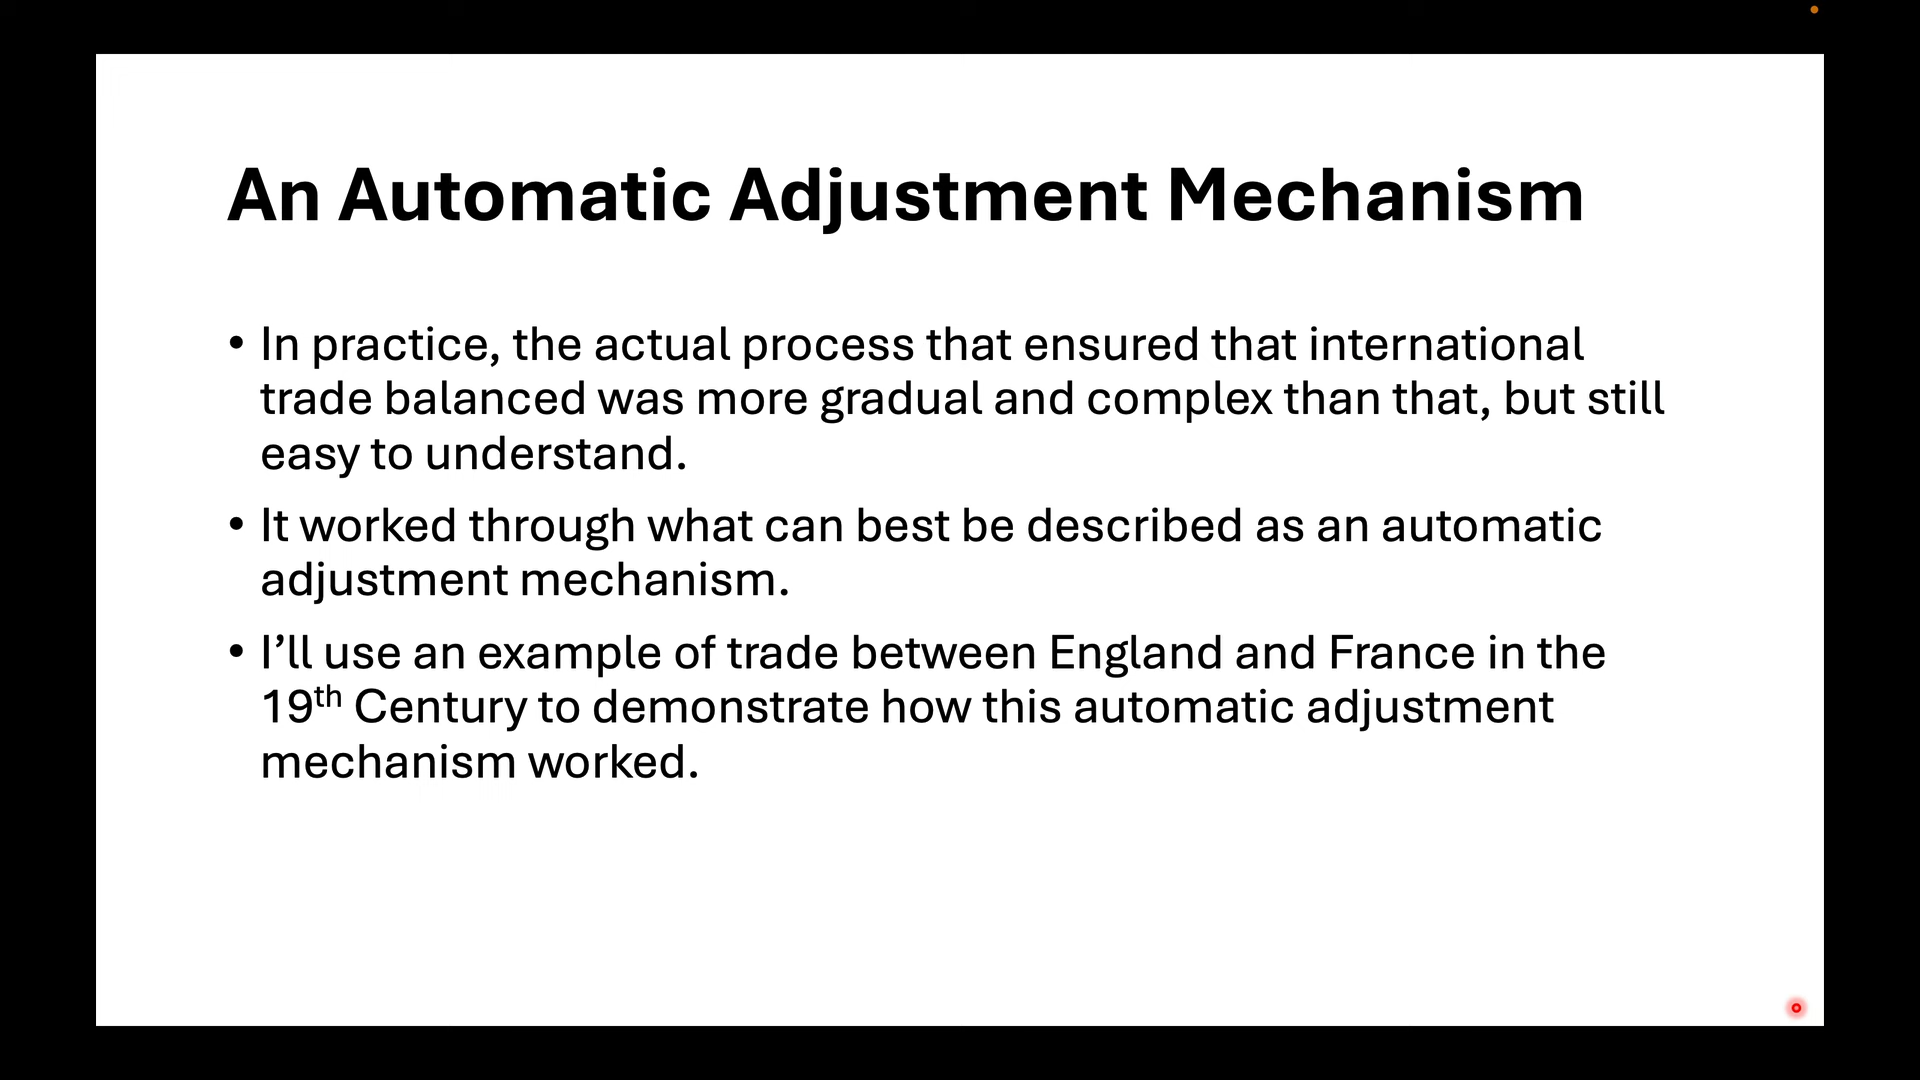 An Automatic Adjustment Mechanism
• In practice, the actual process that ensured that international
trade balanced was more gradual and complex than that, but still
easy to understand.
• It worked through what can best be described as an automatic
adjustment mechanism.
• I’ll use an example of trade between England and France in the
19th Century to demonstrate how this automatic adjustment
mechanism worked.